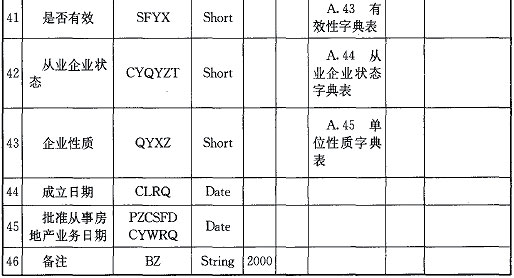 41 是否有效 SFYX Short A.43 有
效性字典表
42 从业企业状
态 CYQYZT Short A.44 从
业企业状态
字典表
43 企业性质 QYXZ Short A.45 单
位性质字典
表
44 成立日期 CLRQ Date
45 批准从事房
地产业务日期 PZCSFD
CYWRQ Date
46 备注 BZ String 2000